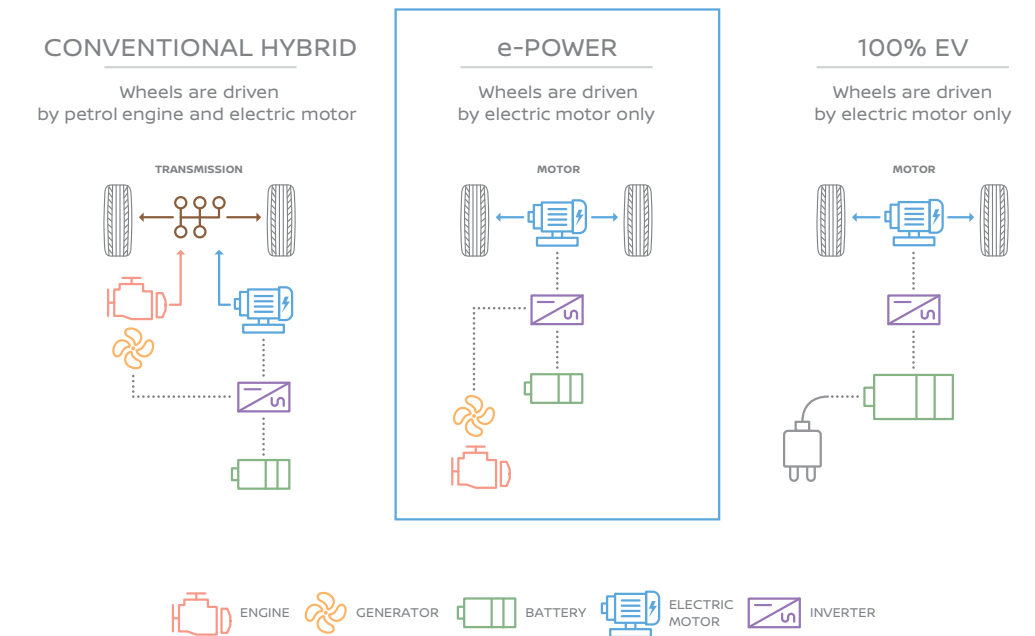 CONVENTIONAL HYBRID
Wheels are driven
by petrol engine and electric motor
TRANSMISSION
e-POWER
Wheels are driven
by electric motor only
MOTOR
100% EV
Wheels are driven
by electric motor only
MOTOR
ENGINE
GENERATOR
BATTERY
ELECTRIC
MOTOR
INVERTER